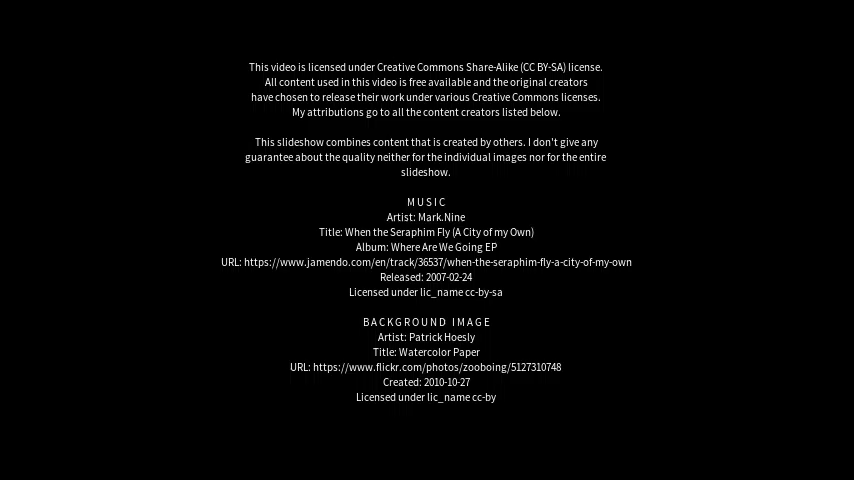 This video is licensed under Creative Commons Share-Alike (CC BY-SA) license.
All content used in this video is free available and the original creators
have chosen to release their work under various Creative Commons licenses.
My attributions go to all the content creators listed below.
This slideshow combines content that is created by others. I don't give any
guarantee about the quality neither for the individual images nor for the entire
slideshow.
MUSIC
Artist: Mark.Nine
Title: When the Seraphim Fly (A City of my Own)
Album: Where Are We Going EP
URL: https://www.jamendo.com/en/track/36537/when-the-seraphim-fly-a-city-of-my-own
Released: 2007-02-24
Licensed under lic_name cc-by-sa
BACKGROUND IMAGE
Artist: Patrick Hoesly
Title: Watercolor Paper
URL: https://www.flickr.com/photos/zooboing/5127310748
Created: 2010-10-27
Licensed under lic_name cc-by